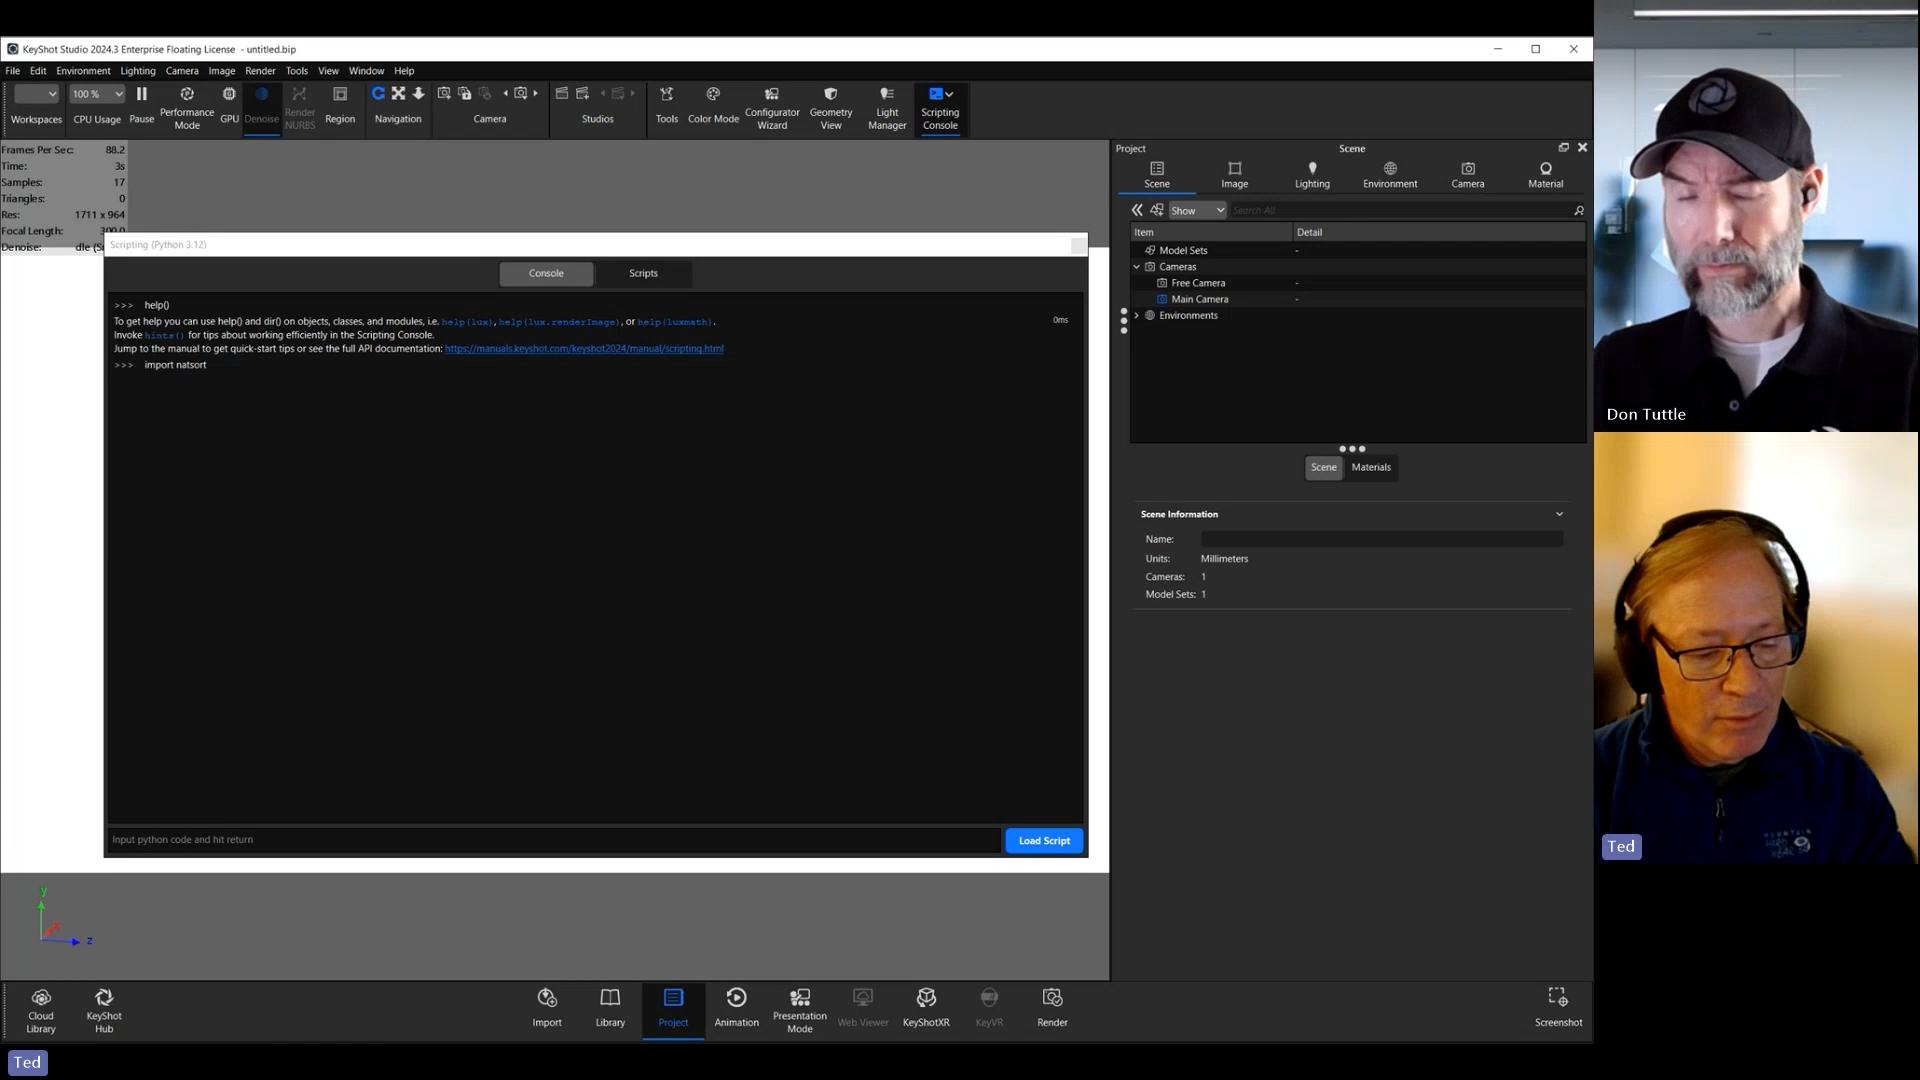 KeyShot Studio 2024.3 Enterprise Floating License - untitled.bip
File Edit Environment Lighting Camera Image Render Tools View Window Help
100 %
Workspaces CPU Usage Pause Performance Mode GPU Denoise Render NURBS Region Navigation Camera Studios Tools Color Mode Configurator Wizard Geometry View Light Manager Scripting Console
Frames Per Sec: 88.2
Time: 3s
Samples: 17
Triangles: 0
Res: 1711 x 964
Focal Length: 300.0
Denoise: dle (S
Scripting (Python 3.12)
Console Scripts
>>> help()
To get help you can use help() and dir() on objects, classes, and modules, i.e. help(lux), help(lux.renderImage), or help(luxmath).
0ms
Invoke hints() for tips about working efficiently in the Scripting Console.
Jump to the manual to get quick-start tips or see the full API documentation: https://manuals.keyshot.com/keyshot2024/manual/scripting.html
>>> import natsort
Input python code and hit return
Load Script
y
x
z
Project Scene
Scene Image Lighting Environment Camera Material
Show Search All
Item Detail
Model Sets -
Cameras
Free Camera -
Main Camera -
Environments
Scene Materials
Scene Information
Name:
Units: Millimeters
Cameras: 1
Model Sets: 1
Cloud Library KeyShot Hub Import Library Project Animation Presentation Mode Web Viewer KeyShotXR KeyVR Render Screenshot
Ted
Don Tuttle
MOUNTAIN
HARD
WEAR
Ted